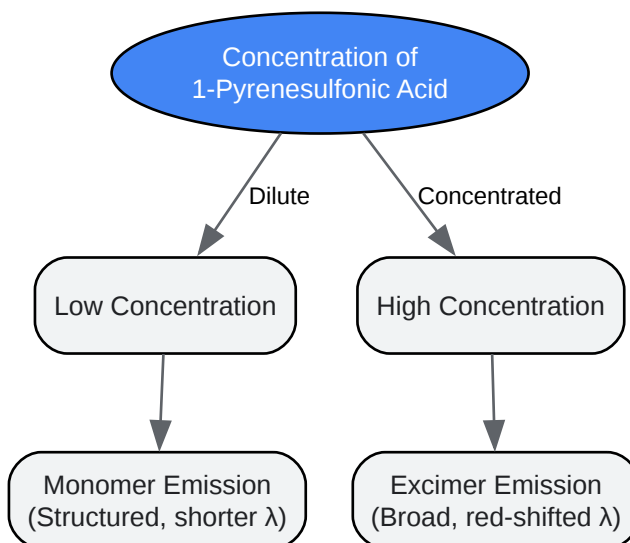 Concentration of
1-Pyrenesulfonic Acid
Dilute
Concentrated
Low Concentration
High Concentration
Monomer Emission
(Structured, shorter λ)
Excimer Emission
(Broad, red-shifted λ)